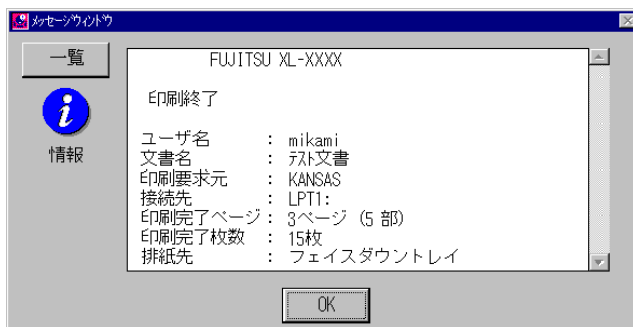 ﾒｯｾｰｼﾞｳｨﾝﾄﾞｳ
一覧
情報
FUJITSU XL-XXXX
印刷終了
ユーザ名 : mikami
文書名 : ﾃｽﾄ文書
印刷要求元 : KANSAS
接続先 : LPT1:
印刷完了ページ : 3ページ (5 部)
印刷完了枚数 : 15枚
排紙先 : フェイスダウントレイ
OK